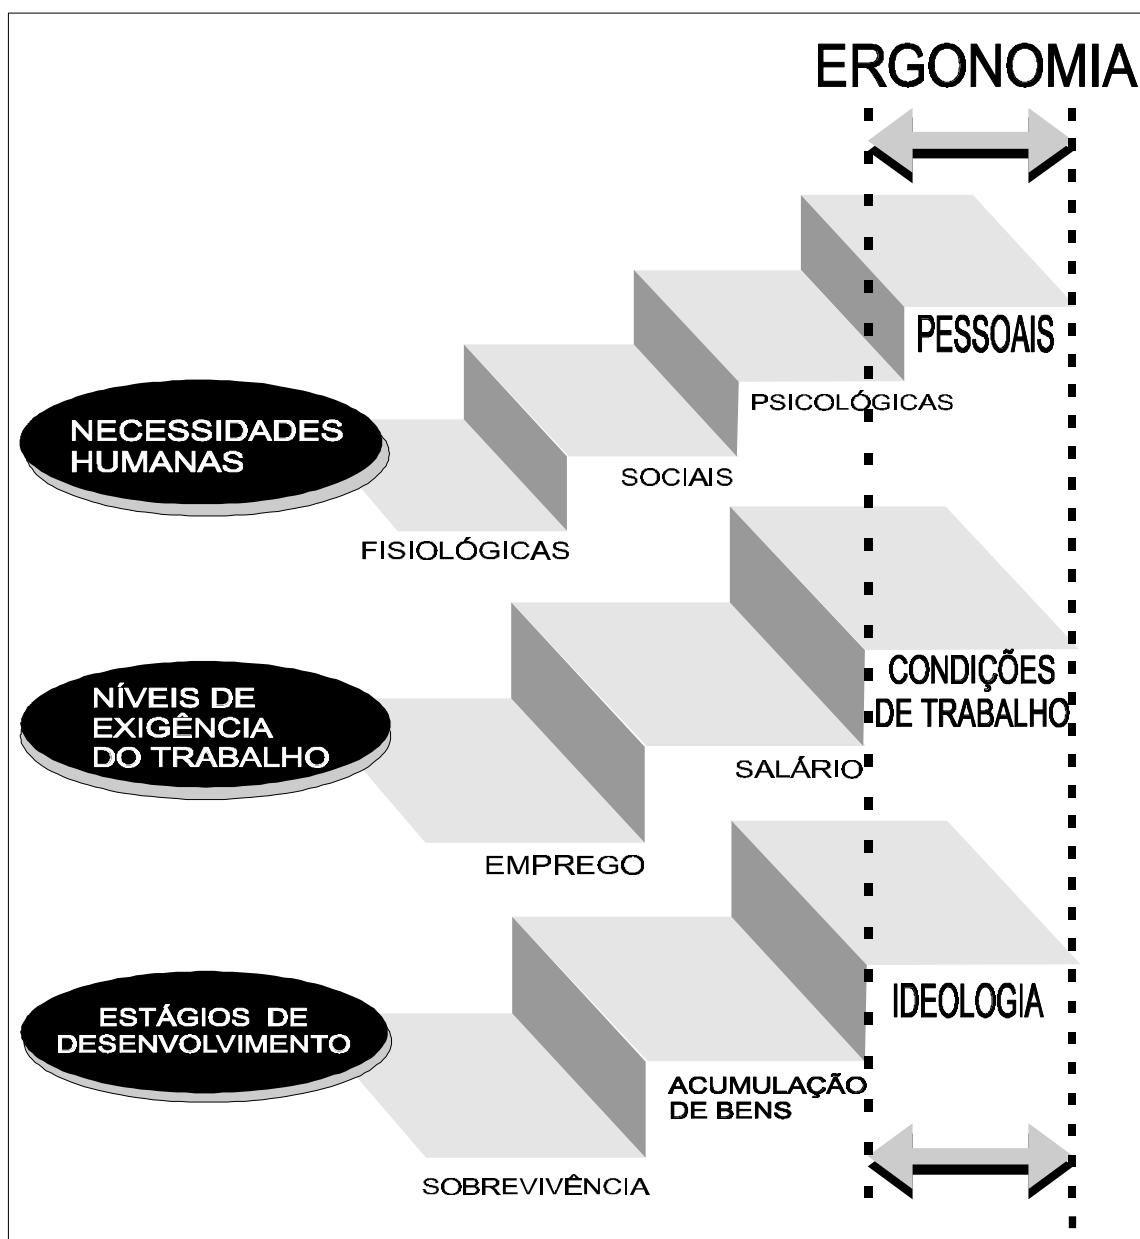 ERGONOMIA
PESSOAIS
PSICOLÓGICAS
NECESSIDADES
HUMANAS
SOCIAIS
FISIOLÓGICAS
CONDIÇÕES
DE TRABALHO
NÍVEIS DE
EXIGÊNCIA
DO TRABALHO
SALÁRIO
EMPREGO
IDEOLOGIA
ESTÁGIOS DE
DESENVOLVIMENTO
ACUMULAÇÃO
DE BENS
SOBREVIVÊNCIA